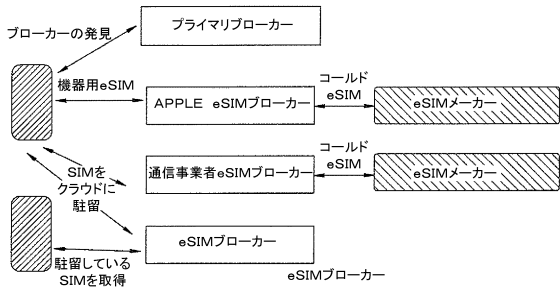 プライマリブローカー
ブローカーの発見
機器用eSIM
APPLE eSIMブローカー
コールド
eSIM
eSIMメーカー
通信事業者eSIMブローカー
コールド
eSIM
eSIMメーカー
SIMを
クラウドに
駐留
eSIMブローカー
駐留している
SIMを取得
eSIMブローカー